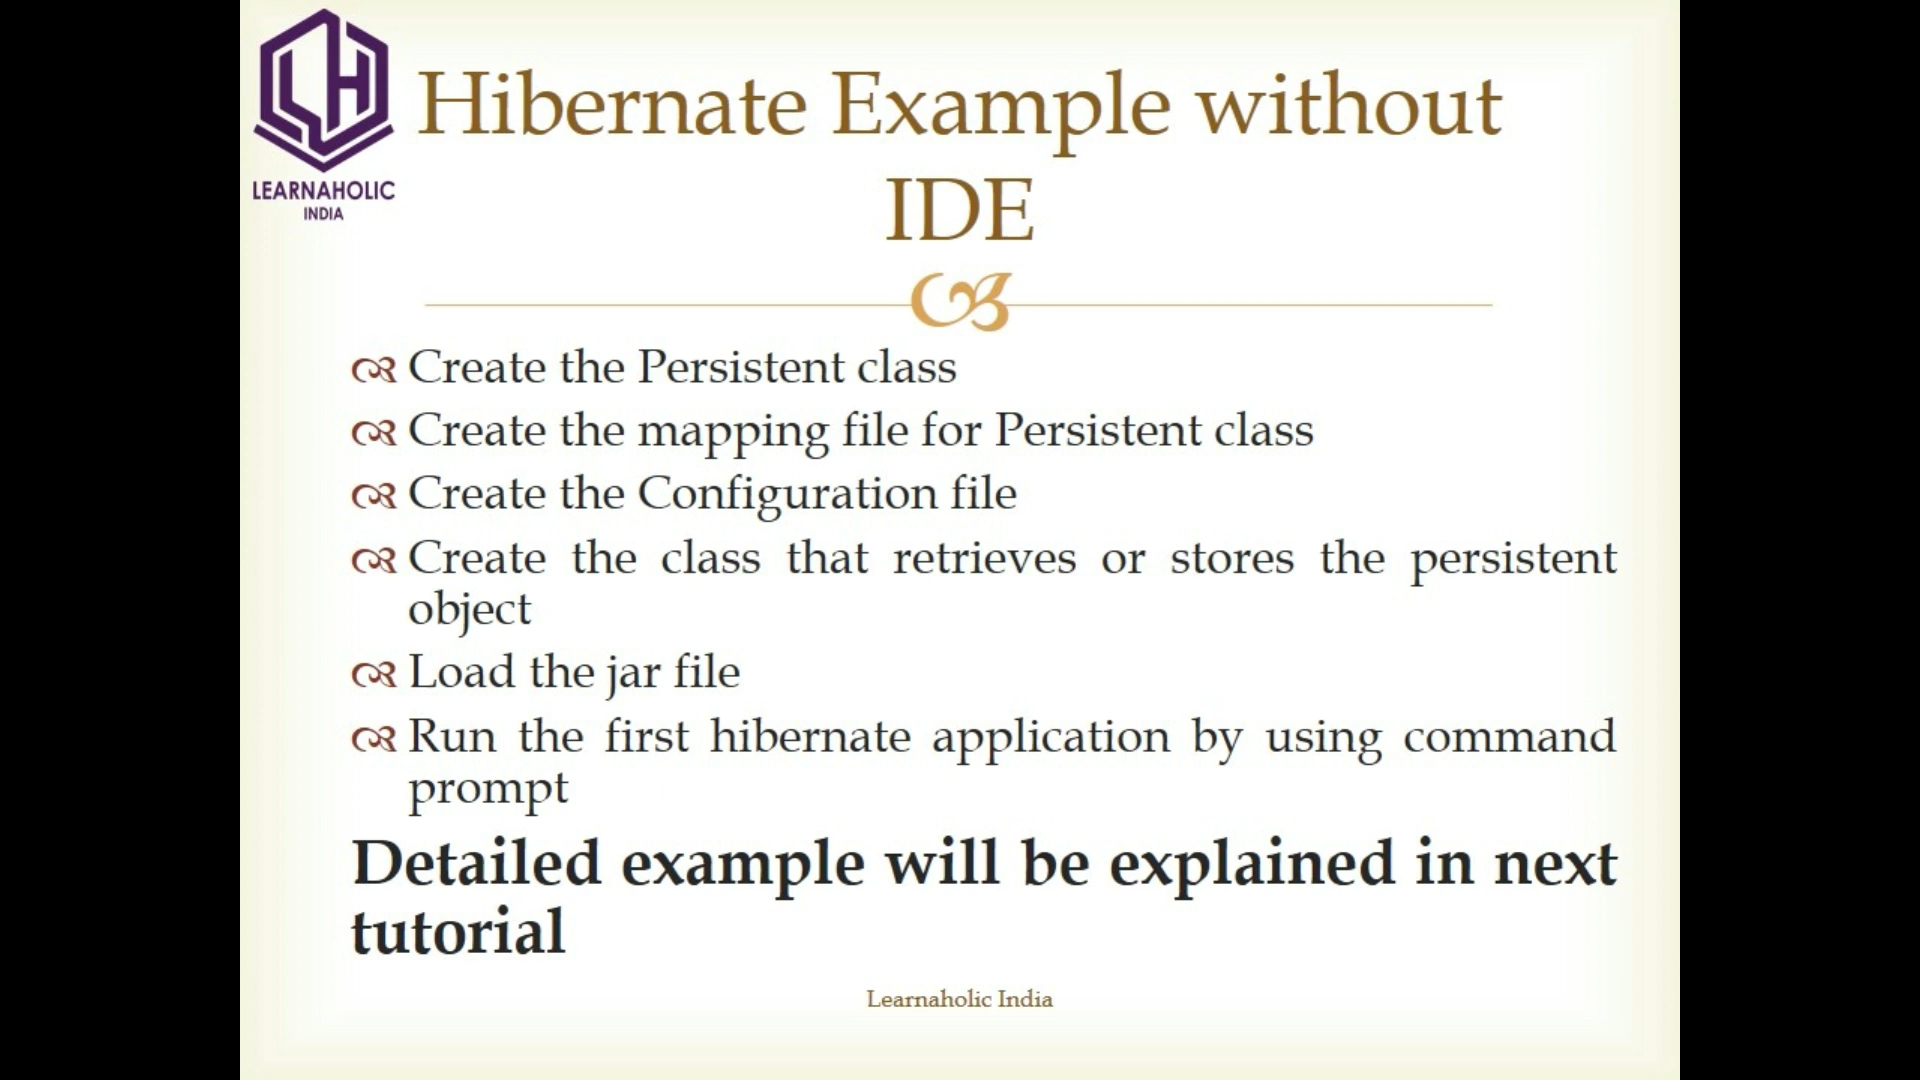 LEARNAHOLIC
INDIA
Hibernate Example without
IDE
Create the Persistent class
Create the mapping file for Persistent class
Create the Configuration file
Create the class that retrieves or stores the persistent
object
Load the jar file
Run the first hibernate application by using command
prompt
Detailed example will be explained in next
tutorial
Learnaholic India